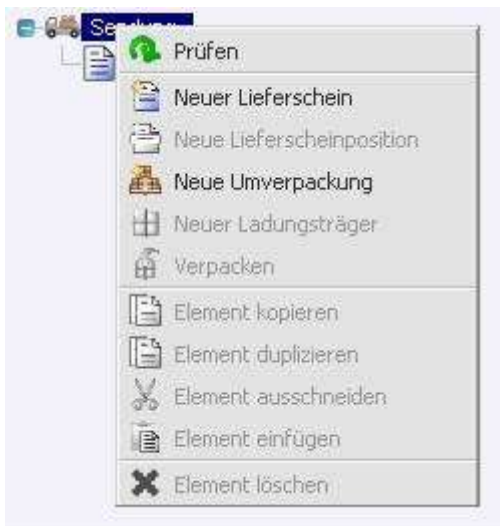 Prüfen
Neuer Lieferschein
Neue Lieferscheinposition
Neue Umverpackung
Neuer Ladungsträger
Verpacken
Element kopieren
Element duplizieren
Element ausschneiden
Element einfügen
Element löschen